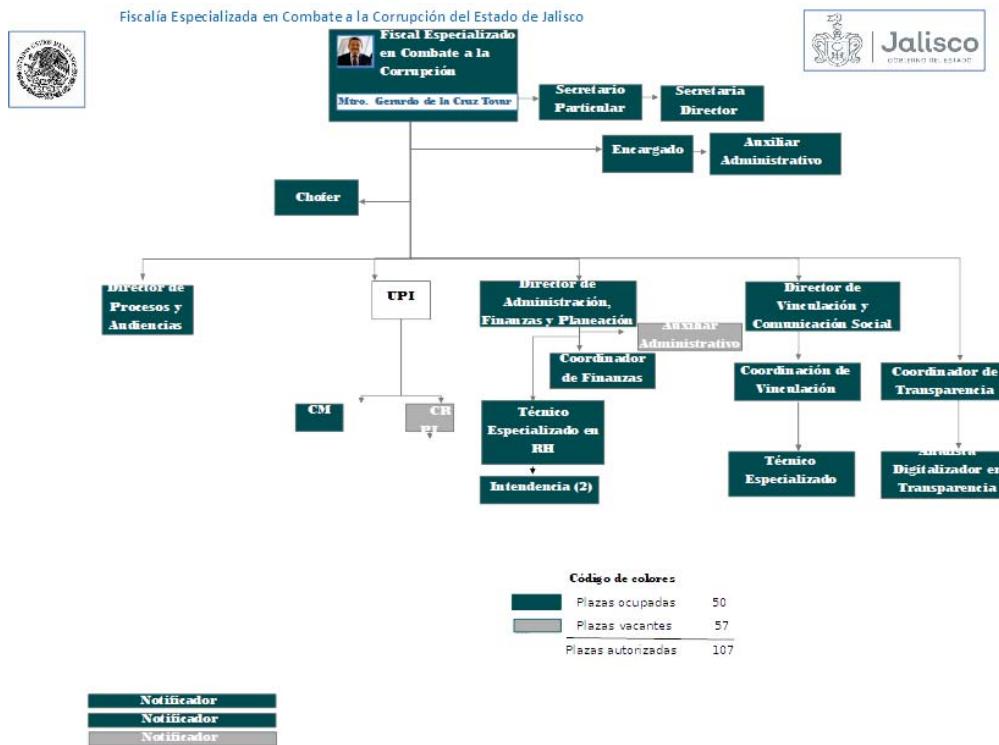 Fiscalía Especializada en Combate a la Corrupción del Estado de Jalisco
Fiscal Especializado
en Combate a la
Corrupción
Mtro. Gerardo de la Cruz Tovar
Jalisco
GOBIERNO DEL ESTADO
Secretario
Particular
Secretaria
Director
Encargado
Auxiliar
Administrativo
Chofer
Director de
Procesos y
Audiencias
UPI
Director de
Administración,
Finanzas y Planeación
Director de
Vinculación y
Comunicación Social
Auxiliar
Administrativo
Coordinador
de Finanzas
Coordinación de
Vinculación
Coordinador de
Transparencia
CM
CR
PI
Técnico
Especializado en
RH
Intendencia (2)
Técnico
Especializado
Analista
Digitalizador en
Transparencia
Código de colores
Plazas ocupadas 50
Plazas vacantes 57
Plazas autorizadas 107
Notificador
Notificador
Notificador